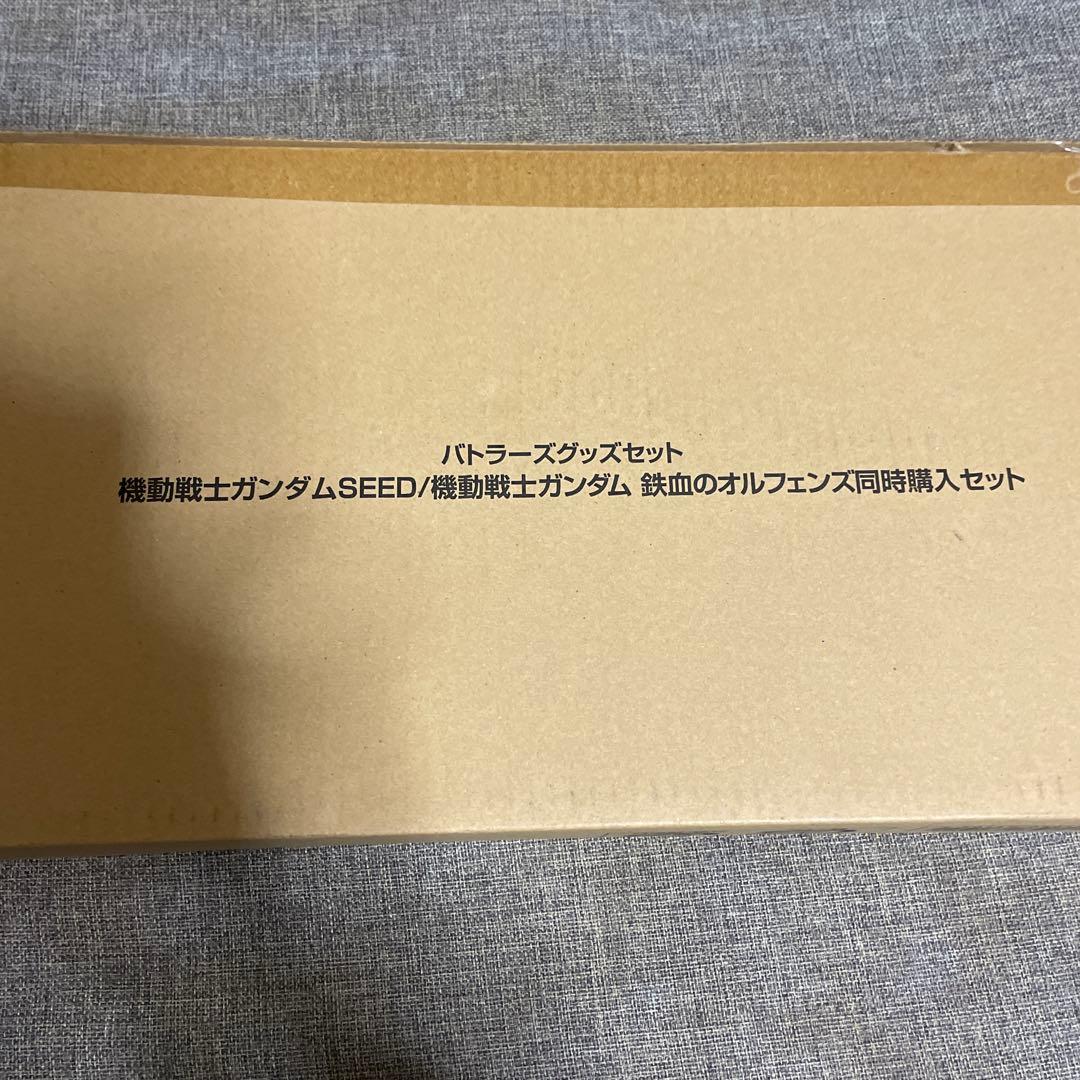 バトラーズグッズセット
機動戦士ガンダムSEED/機動戦士ガンダム 鉄血のオルフェンズ同時購入セット